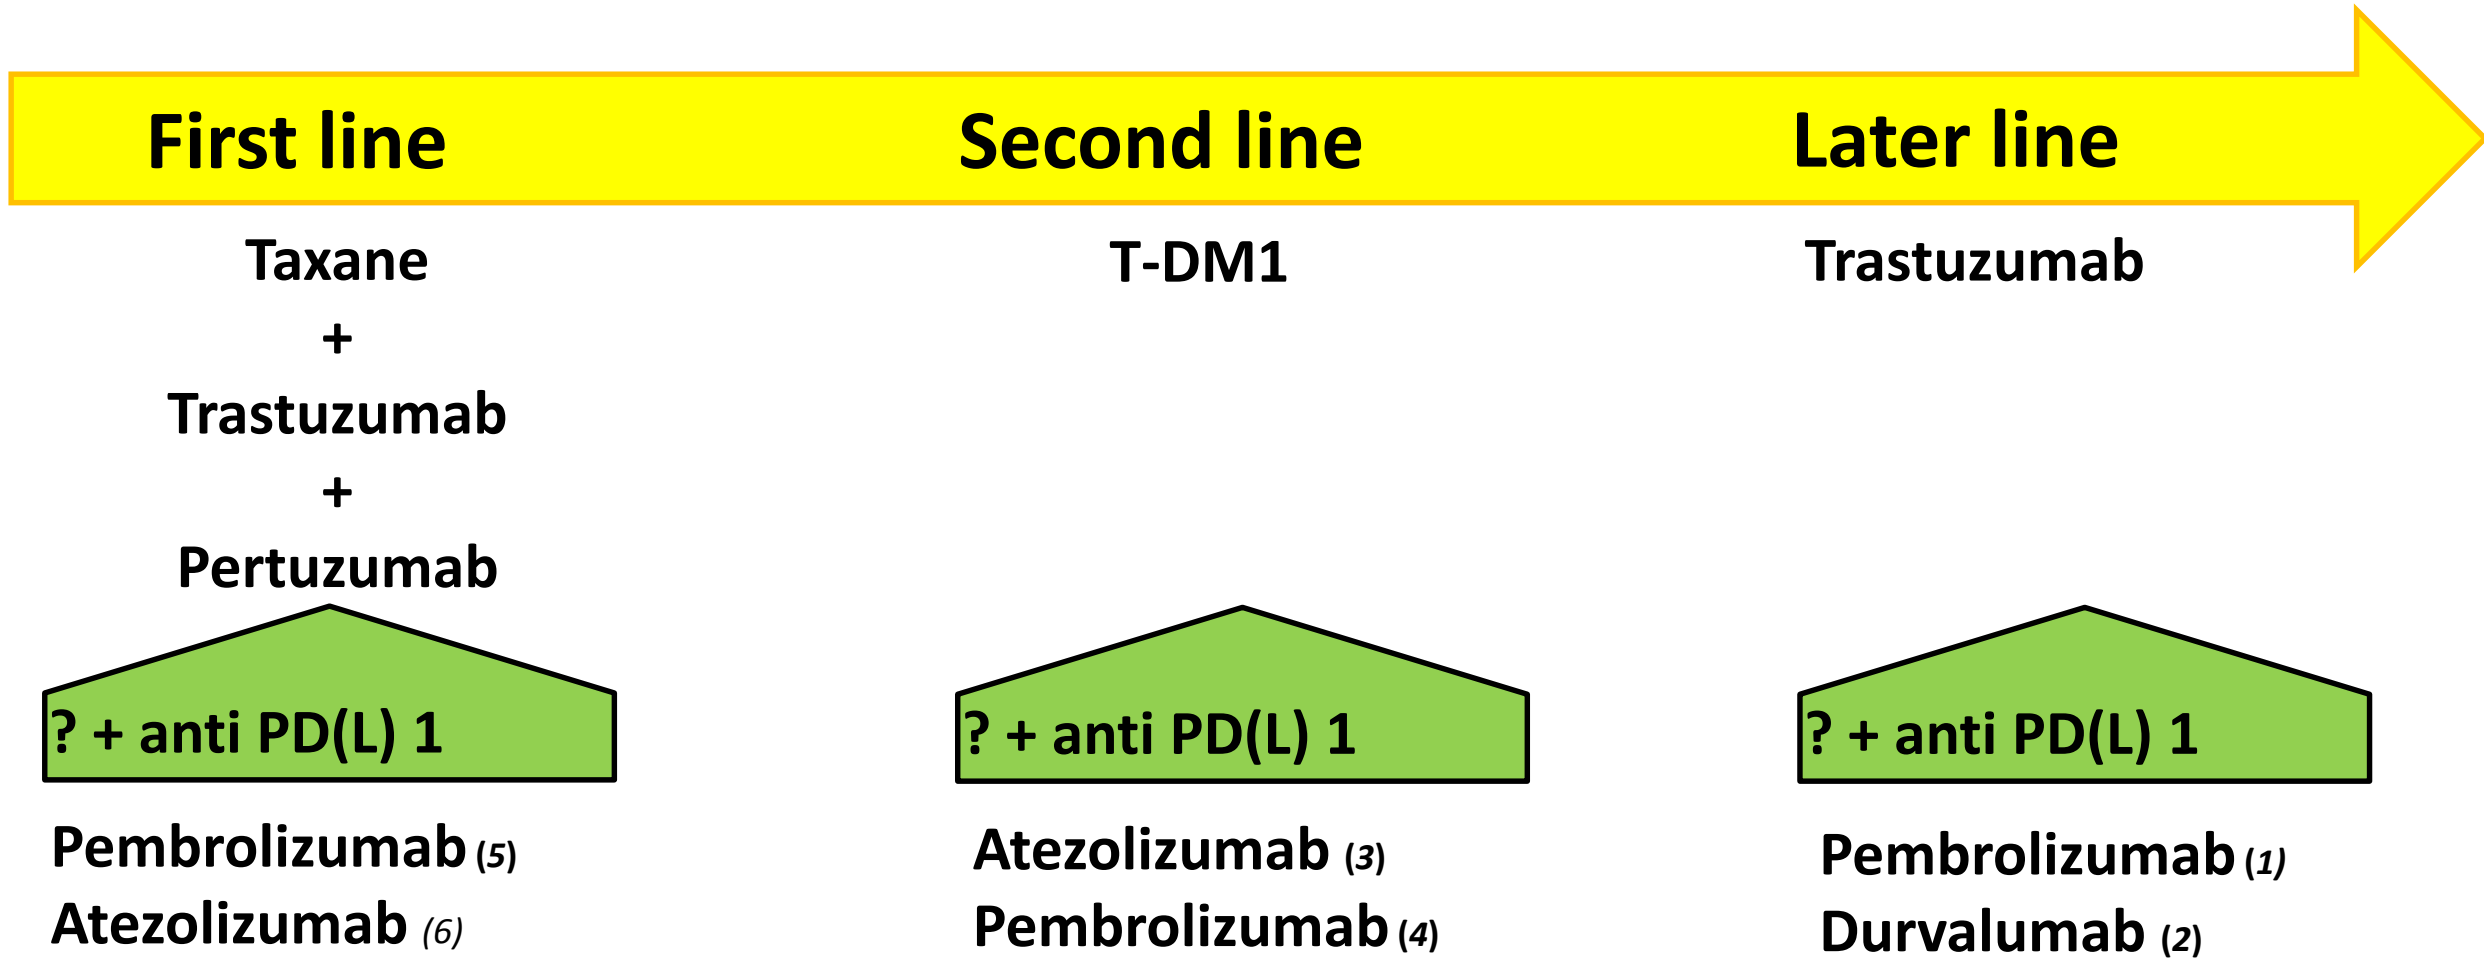 First line
Second line
Later line
Taxane
+
Trastuzumab
+
Pertuzumab
T-DM1
Trastuzumab
? + anti PD(L) 1
? + anti PD(L) 1
? + anti PD(L) 1
Pembrolizumab (5)
Atezolizumab (6)
Atezolizumab (3)
Pembrolizumab (4)
Pembrolizumab (1)
Durvalumab (2)